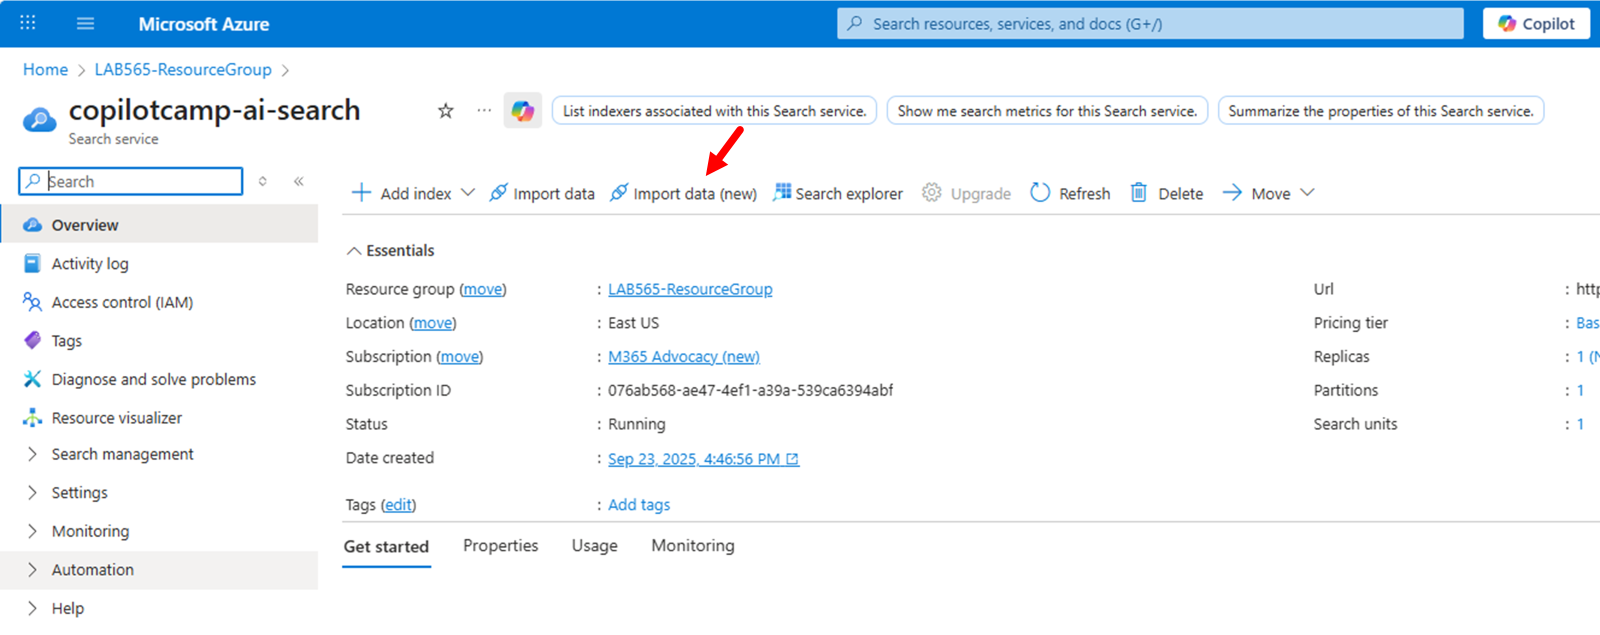 Microsoft Azure
Search resources, services, and docs (G+/)
Copilot
Home > LAB565-ResourceGroup >
copilotcamp-ai-search
Search service
List indexers associated with this Search service.
Show me search metrics for this Search service.
Summarize the properties of this Search service.
Search
Add index
Import data
Import data (new)
Search explorer
Upgrade
Refresh
Delete
Move
Overview
Activity log
Access control (IAM)
Tags
Diagnose and solve problems
Resource visualizer
Search management
Settings
Monitoring
Automation
Help
Essentials
Resource group (move) : LAB565-ResourceGroup
Location (move) : East US
Subscription (move) : M365 Advocacy (new)
Subscription ID : 076ab568-ae47-4ef1-a39a-539ca6394abf
Status : Running
Date created : Sep 23, 2025, 4:46:56 PM
Tags (edit) : Add tags
Url : http
Pricing tier : Bas
Replicas : 1 (N
Partitions : 1
Search units : 1
Get started
Properties
Usage
Monitoring